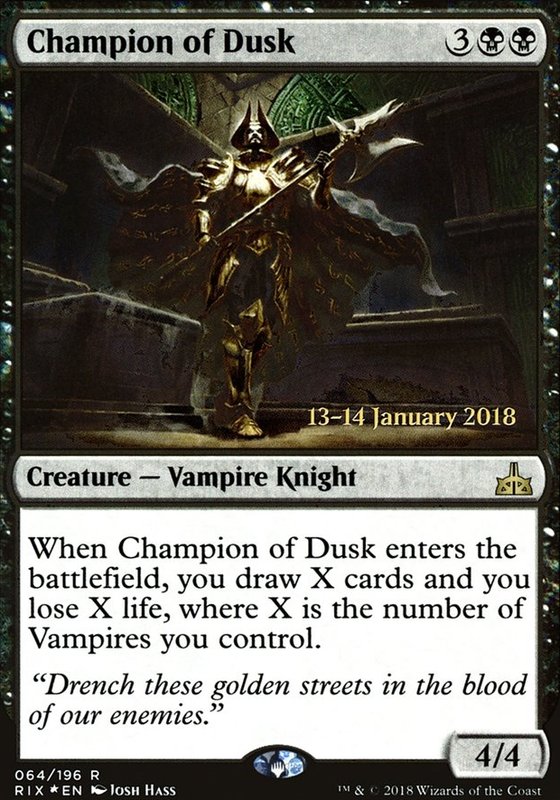 Champion of Dusk 3
13–14 January 2018
Creature — Vampire Knight
When Champion of Dusk enters the
battlefield, you draw X cards and you
lose X life, where X is the number of
Vampires you control.
“Drench these golden streets in the blood
of our enemies.”
4/4
064/196 R
RIX★EN Josh Hass
™ & © 2018 Wizards of the Coast